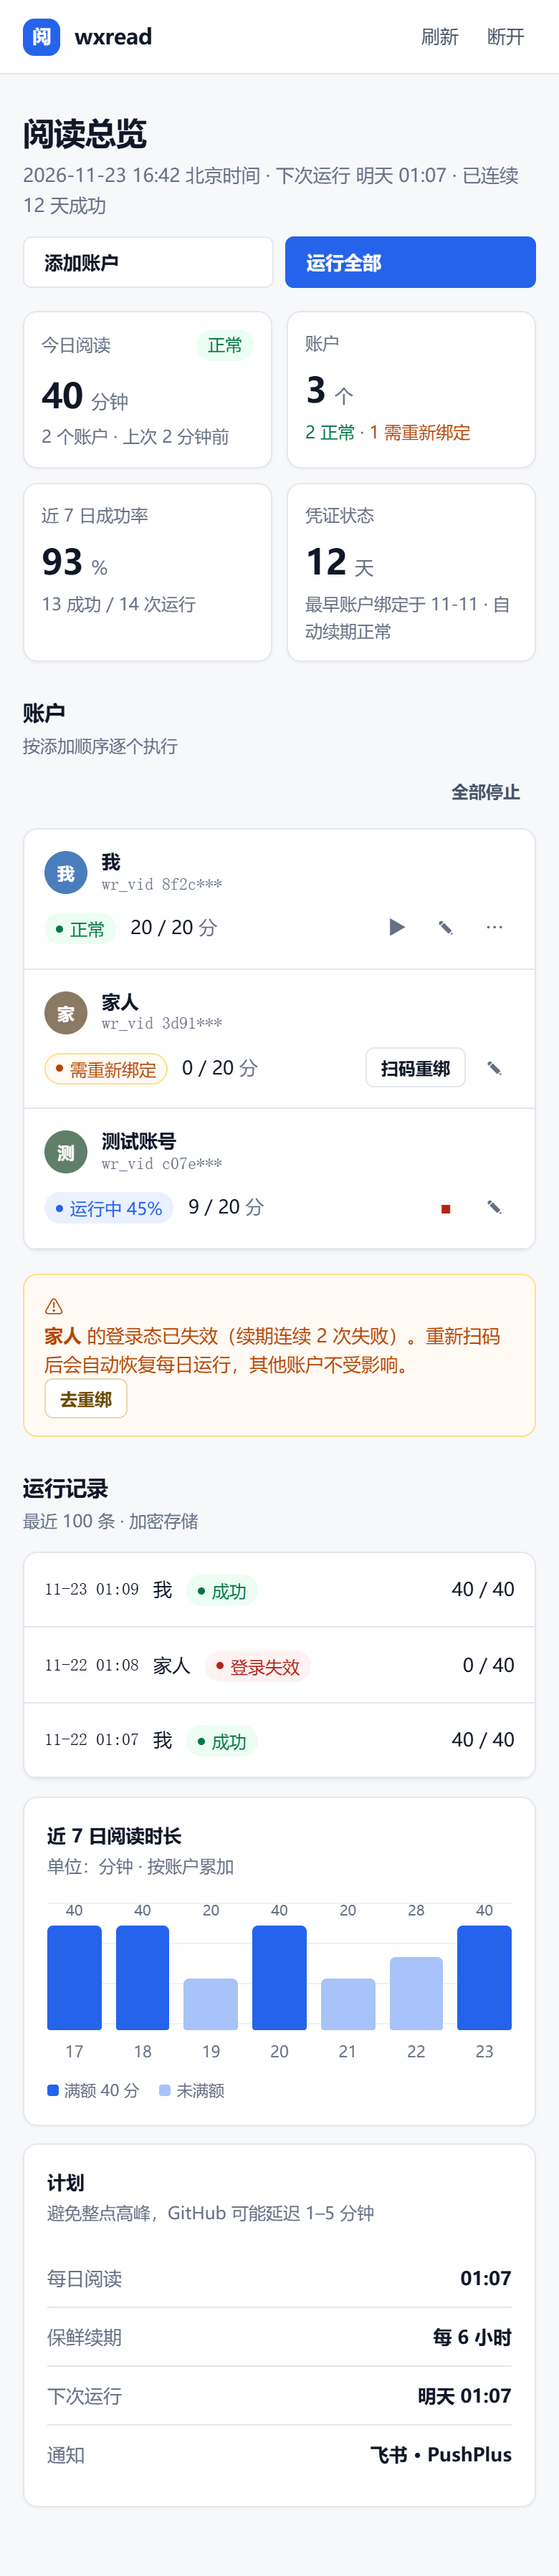 阅 wxread 刷新 断开
阅读总览
2026-11-23 16:42 北京时间 · 下次运行 明天 01:07 · 已连续
12 天成功
添加账户 运行全部
今日阅读 正常
40 分钟
2 个账户 · 上次 2 分钟前
账户
3 个
2 正常 · 1 需重新绑定
近 7 日成功率
93 %
13 成功 / 14 次运行
凭证状态
12 天
最早账户绑定于 11-11 · 自
动续期正常
账户
按添加顺序逐个执行
全部停止
我 我
wr_vid 8f2c***
正常 20 / 20 分 ···
家 家人
wr_vid 3d91***
需重新绑定 0 / 20 分 扫码重绑
测 测试账号
wr_vid c07e***
运行中 45% 9 / 20 分
家人 的登录态已失效（续期连续 2 次失败）。重新扫码
后会自动恢复每日运行，其他账户不受影响。
去重绑
运行记录
最近 100 条 · 加密存储
11-23 01:09 我 成功 40 / 40
11-22 01:08 家人 登录失效 0 / 40
11-22 01:07 我 成功 40 / 40
近 7 日阅读时长
单位：分钟 · 按账户累加
40 40 20 40 20 28 40
17 18 19 20 21 22 23
满额 40 分 未满额
计划
避免整点高峰，GitHub 可能延迟 1–5 分钟
每日阅读 01:07
保鲜续期 每 6 小时
下次运行 明天 01:07
通知 飞书 • PushPlus